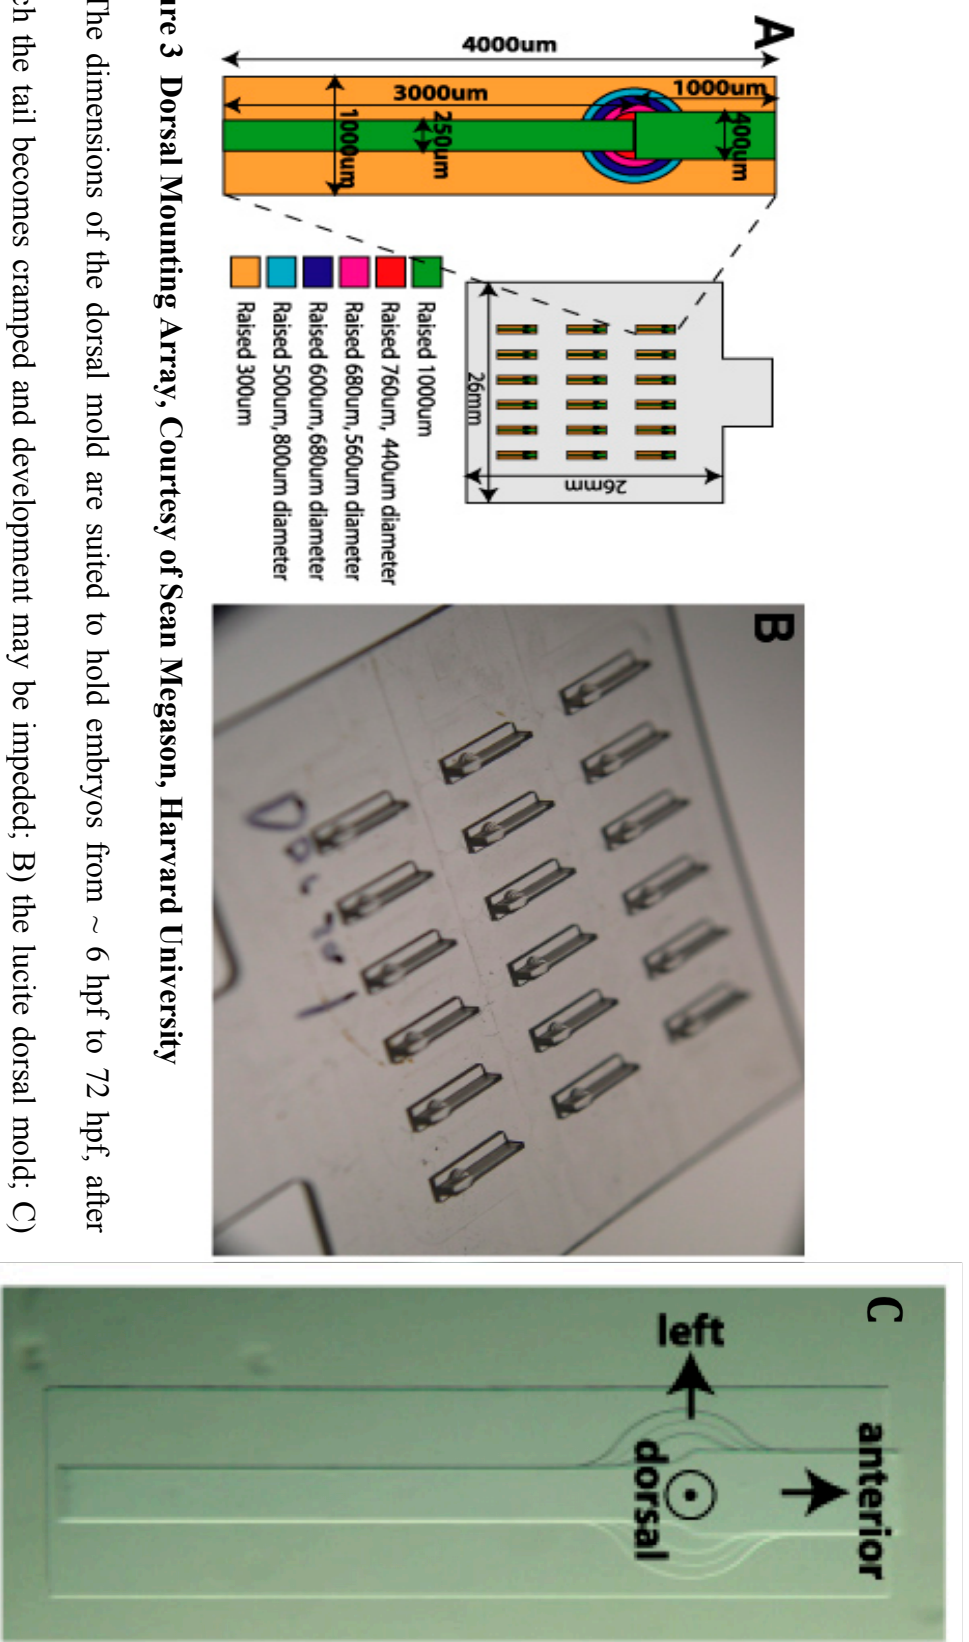 A
4000um
3000um
1000um
400um
250um
1000um
26mm
26mm
Raised 1000um
Raised 760um, 440um diameter
Raised 680um, 560um diameter
Raised 600um, 680um diameter
Raised 500um, 800um diameter
Raised 300um
B
C
anterior
left
dorsal
ure 3 Dorsal Mounting Array, Courtesy of Sean Megason, Harvard University
The dimensions of the dorsal mold are suited to hold embryos from ~ 6 hpf to 72 hpf, after
ch the tail becomes cramped and development may be impeded; B) the lucite dorsal mold; C)